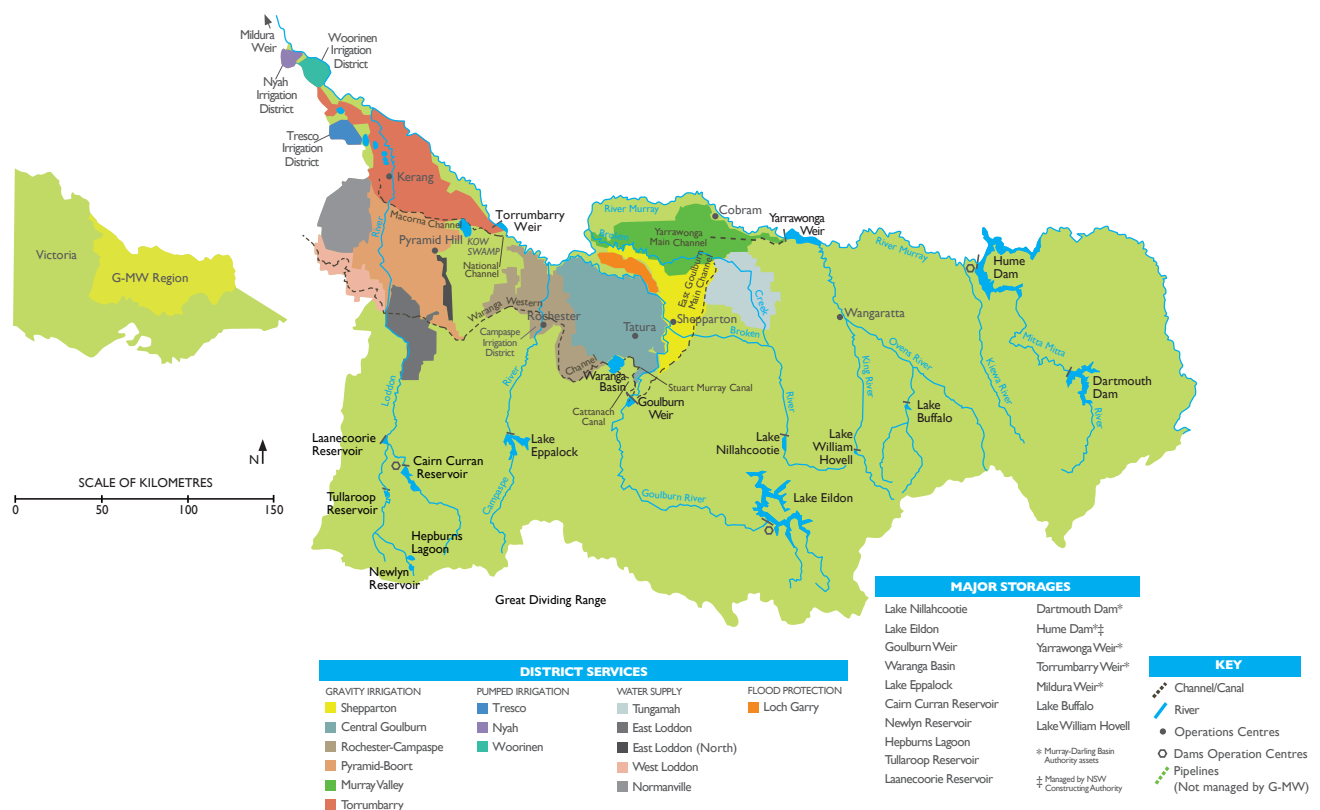 Mildura
Weir
Woorinen
Irrigation
District
Nyah
Irrigation
District
Tresco
Irrigation
District
Kerang
Macorna Channel
Torrumbarry
Weir
River
Pyramid Hill
KOW
SWAMP
National
Channel
River Murray
Cobram
Broken
Yarrawonga
Main Channel
Yarrawonga
Weir
River Murray
Hume
Dam
Victoria
G-MW Region
East Goulburn
Main Channel
Creek
Waranga Western
Rochester
Campaspe
Irrigation
District
Tatura
Shepparton
Broken
Wangaratta
Mitta Mitta
Ovens River
King River
Kiewa River
Dartmouth
Dam
River
Channel
Waranga
Basin
Stuart Murray Canal
Cattanach
Canal
Goulburn
Weir
River
Loddon
River
Lake
Buffalo
Laanecoorie
Reservoir
Lake
Eppalock
Lake
Nillahcootie
Lake
William
Hovell
N
Cairn Curran
Reservoir
SCALE OF KILOMETRES
0 50 100 150
Tullaroop
Reservoir
Campaspe
Goulburn River
Lake Eildon
Hepburns
Lagoon
Newlyn
Reservoir
Great Dividing Range
DISTRICT SERVICES
GRAVITY IRRIGATION
Shepparton
Central Goulburn
Rochester-Campaspe
Pyramid-Boort
Murray Valley
Torrumbarry
PUMPED IRRIGATION
Tresco
Nyah
Woorinen
WATER SUPPLY
Tungamah
East Loddon
East Loddon (North)
West Loddon
Normanville
FLOOD PROTECTION
Loch Garry
MAJOR STORAGES
Lake Nillahcootie
Lake Eildon
Goulburn Weir
Waranga Basin
Lake Eppalock
Cairn Curran Reservoir
Newlyn Reservoir
Hepburns Lagoon
Tullaroop Reservoir
Laanecoorie Reservoir
Dartmouth Dam*
Hume Dam*‡
Yarrawonga Weir*
Torrumbarry Weir*
Mildura Weir*
Lake Buffalo
Lake William Hovell
* Murray-Darling Basin
Authority assets
‡ Managed by NSW
Constructing Authority
KEY
Channel/Canal
River
Operations Centres
Dams Operation Centres
Pipelines
(Not managed by G-MW)